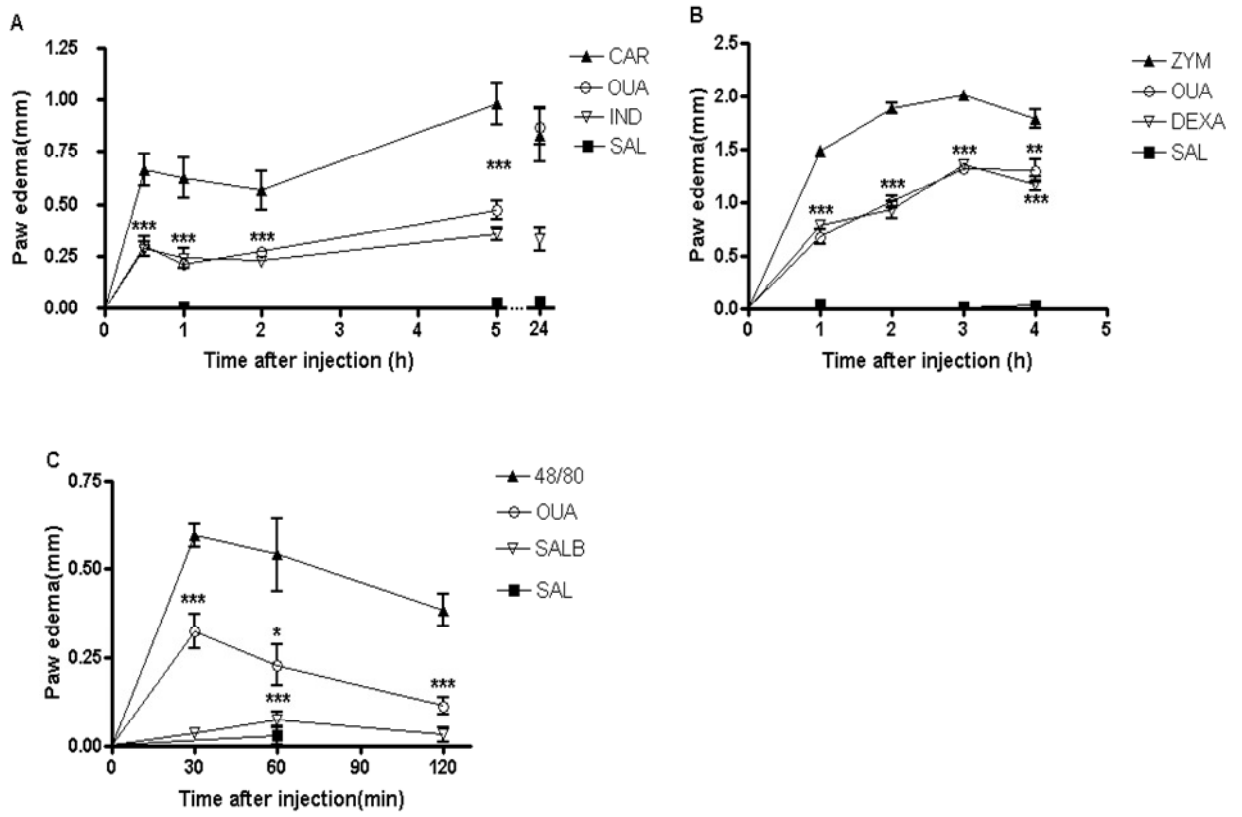 A
1.25
1.00
0.75
0.50
0.25
0.00
Paw edema(mm)
***
***
***
***
0
1
2
3
4
5
...
24
Time after injection (h)
CAR
OUA
IND
SAL
B
2.5
2.0
1.5
1.0
0.5
0.0
Paw edema(mm)
***
***
***
**
***
0
1
2
3
4
5
Time after injection (h)
ZYM
OUA
DEXA
SAL
C
0.75
0.50
0.25
0.00
Paw edema(mm)
***
*
***
***
0
30
60
90
120
Time after injection(min)
48/80
OUA
SALB
SAL